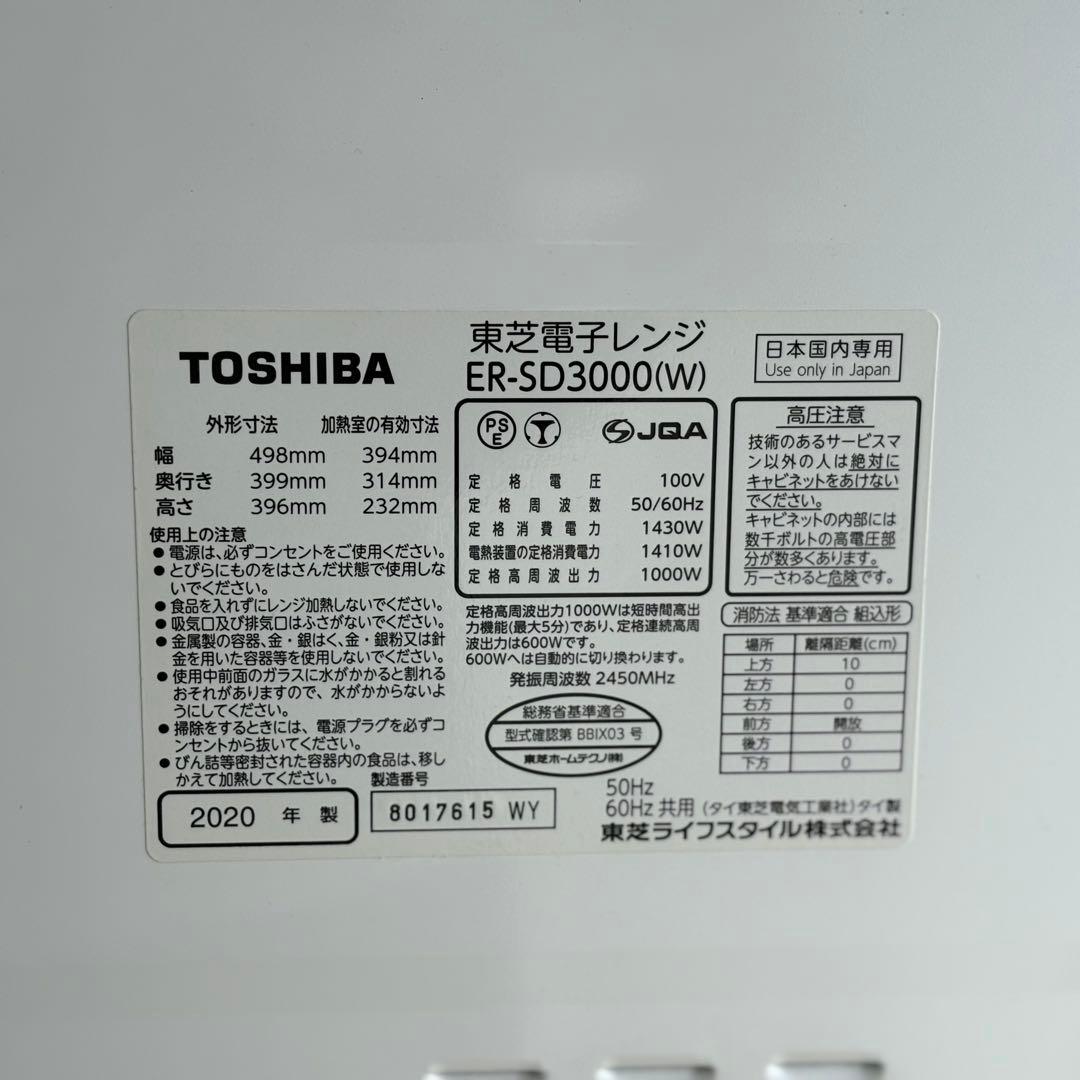 TOSHIBA
東芝電子レンジ
ER-SD3000(W)
日本国内専用
Use only in Japan
外形寸法 加熱室の有効寸法
幅 498mm 394mm
奥行き 399mm 314mm
高さ 396mm 232mm
使用上の注意
●電源は、必ずコンセントをご使用ください。
●とびらにものをはさんだ状態で使用しな
いでください。
●食品を入れずにレンジ加熱しないでください。
●吸気口及び排気口はふさがないでください。
●金属製の容器、金・銀はく、金・銀粉又は針
金を用いた容器等を使用しないでください。
●使用中前面のガラスに水がかかると割れる
おそれがありますので、水がかからないよ
うにしてください。
●掃除をするときには、電源プラグを必ずコ
ンセントから抜いてください。
●びん詰等密封された容器内の食品は、移し
かえて加熱してください。
2020 年 製
製造番号
8017615 WY
PS
E
JQA
定格電圧 100V
定格周波数 50/60Hz
定格消費電力 1430W
電熱装置の定格消費電力 1410W
定格高周波出力 1000W
定格高周波出力1000Wは短時間高出
力機能(最大5分)であり、定格連続高周
波出力は600Wです。
600Wへは自動的に切り換わります。
発振周波数 2450MHz
総務省基準適合
型式確認第 BBIX03 号
東芝ホームテクノ(株)
高圧注意
技術のあるサービスマ
ン以外の人は絶対に
キャビネットをあけない
でください。
キャビネットの内部には
数千ボルトの高電圧部
分が数多くあります。
万一さわると危険です。
消防法 基準適合 組込形
場所 離隔距離(cm)
上方 10
左方 0
右方 0
前方 開放
後方 0
下方 0
50Hz
60Hz 共用 (タイ東芝電気工業社)タイ製
東芝ライフスタイル株式会社